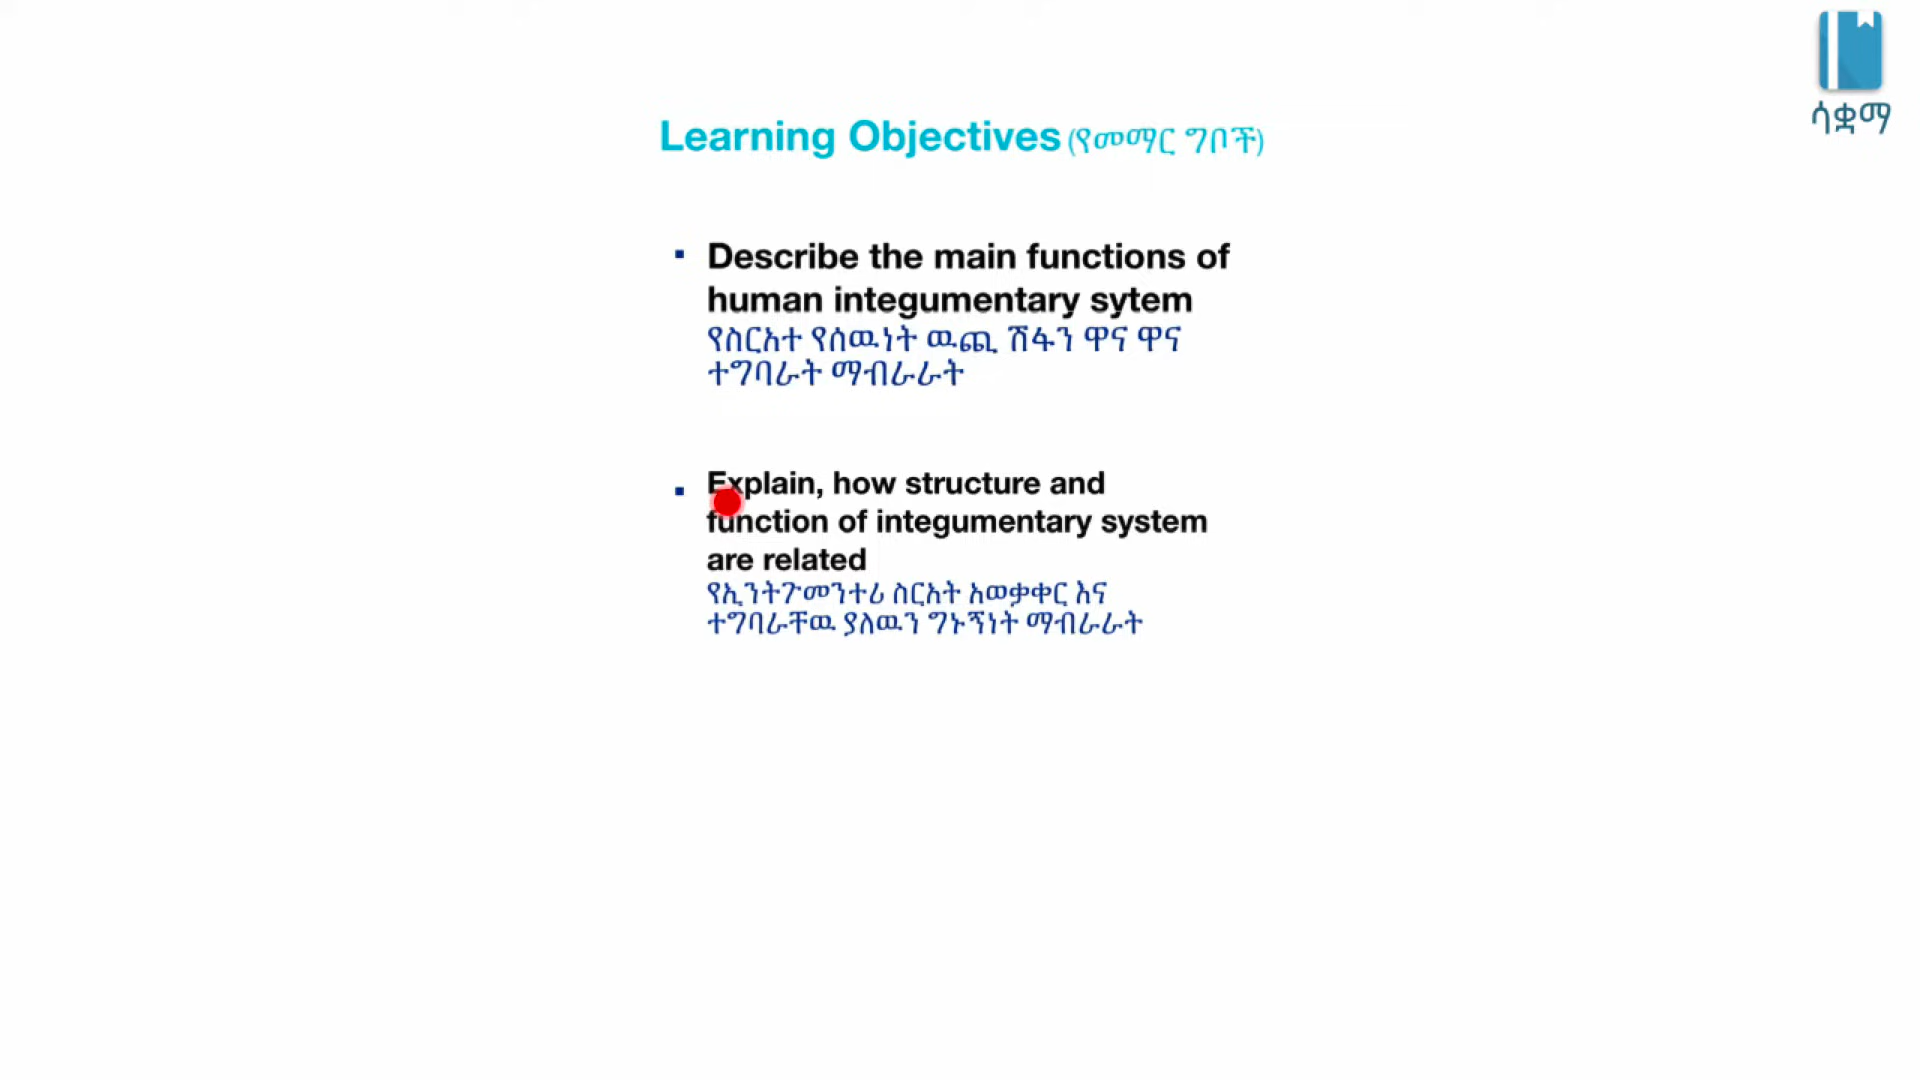 ሳቋማ
Learning Objectives (የመማር ግቦች)
▪ Describe the main functions of
human integumentary sytem
የስርአተ የሰዉነት ዉጪ ሽፋን ዋና ዋና
ተግባራት ማብራራት
▪ Explain, how structure and
function of integumentary system
are related
የኢንትጉመንተሪ ስርአት አወቃቀር እና
ተግባራቸዉ ያለዉን ግኑኝነት ማብራራት